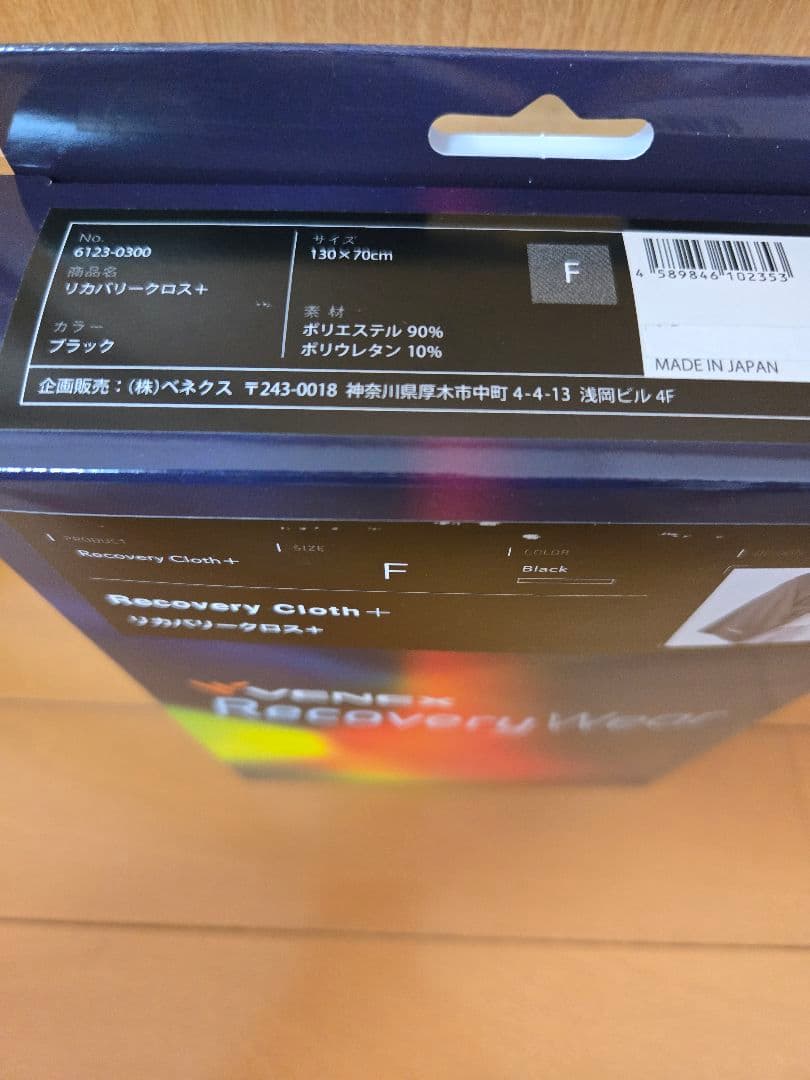 No.
6123-0300
商品名
リカバリークロス+
カラー
ブラック
サイズ
130×70cm
素材
ポリエステル 90%
ポリウレタン 10%
F
4 589846 102353
MADE IN JAPAN
企画販売:(株)ベネクス 〒243-0018 神奈川県厚木市中町 4-4-13 浅岡ビル 4F
PRODUCT
Recovery Cloth+
SIZE
F
COLOR
Black
Recovery Cloth+
リカバリークロス+
VENEX
Recovery Wear